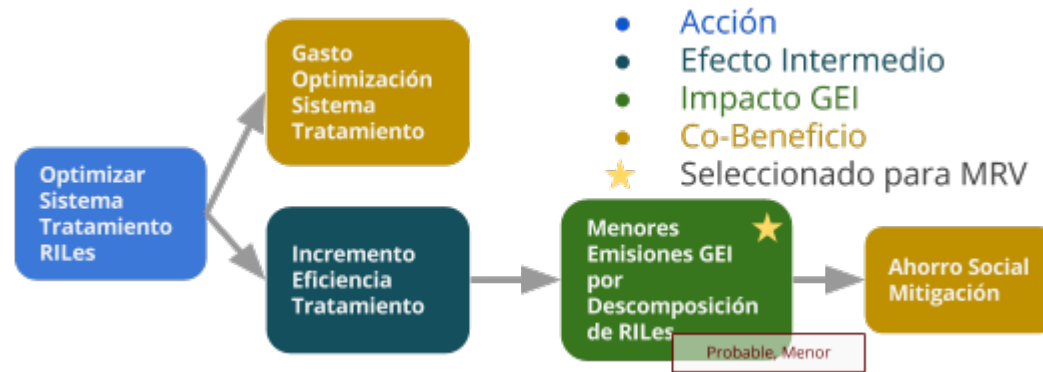 Gasto
Optimización
Sistema
Tratamiento
Acción
Efecto Intermedio
Impacto GEI
Co-Beneficio
Seleccionado para MRV
Optimizar
Sistema
Tratamiento
RILes
Incremento
Eficiencia
Tratamiento
Menores
Emisiones GEI
por
Descomposición
de RILes
Probable, Menor
Ahorro Social
Mitigación